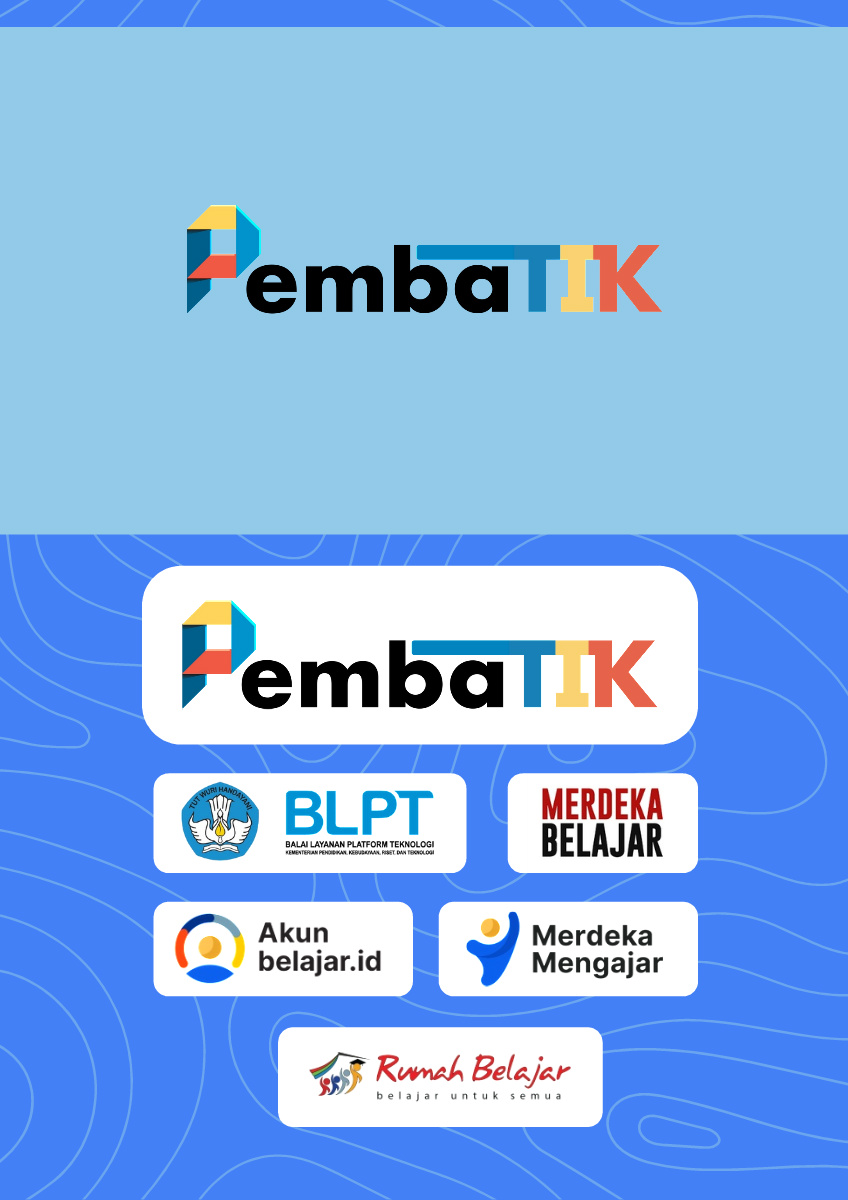 PembaTIK
PembaTIK
TUT WURI HANDAYANI
BLPT
BALAI LAYANAN PLATFORM TEKNOLOGI
KEMENTERIAN PENDIDIKAN, KEBUDAYAAN, RISET, DAN TEKNOLOGI
MERDEKA
BELAJAR
Akun
belajar.id
Merdeka
Mengajar
Rumah Belajar
belajar untuk semua